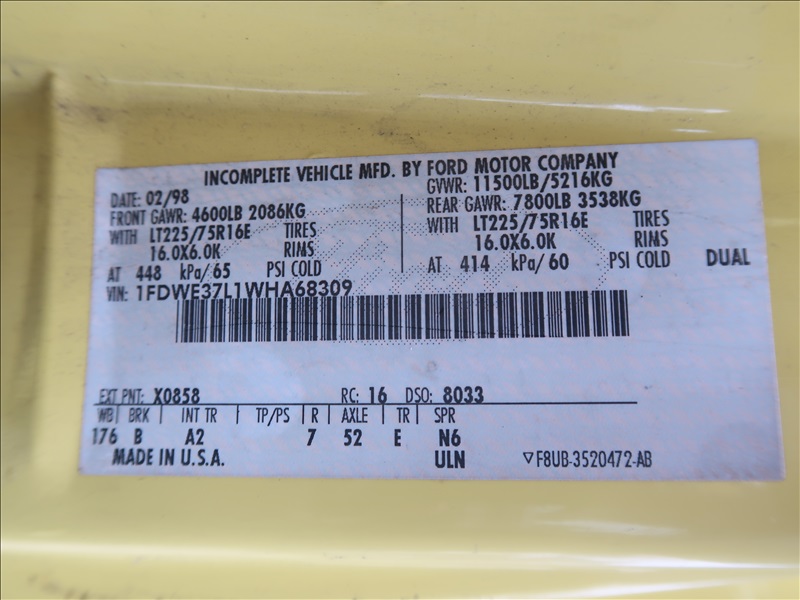 INCOMPLETE VEHICLE MFD. BY FORD MOTOR COMPANY
DATE: 02/98 GVWR: 11500LB/5216KG
FRONT GAWR: 4600LB 2086KG REAR GAWR: 7800LB 3538KG
WITH LT225/75R16E TIRES WITH LT225/75R16E TIRES
16.0X6.0K RIMS 16.0X6.0K RIMS
AT 448 kPa/65 PSI COLD AT 414 kPa/60 PSI COLD DUAL
VIN: 1FDWE37L1WHA68309
EXT PNT: X0858 RC: 16 DSO: 8033
WB | BRK | INT TR | TP/PS | R | AXLE | TR | SPR
176 B A2 7 52 E N6
MADE IN U.S.A. ULN ▽F8UB-3520472-AB